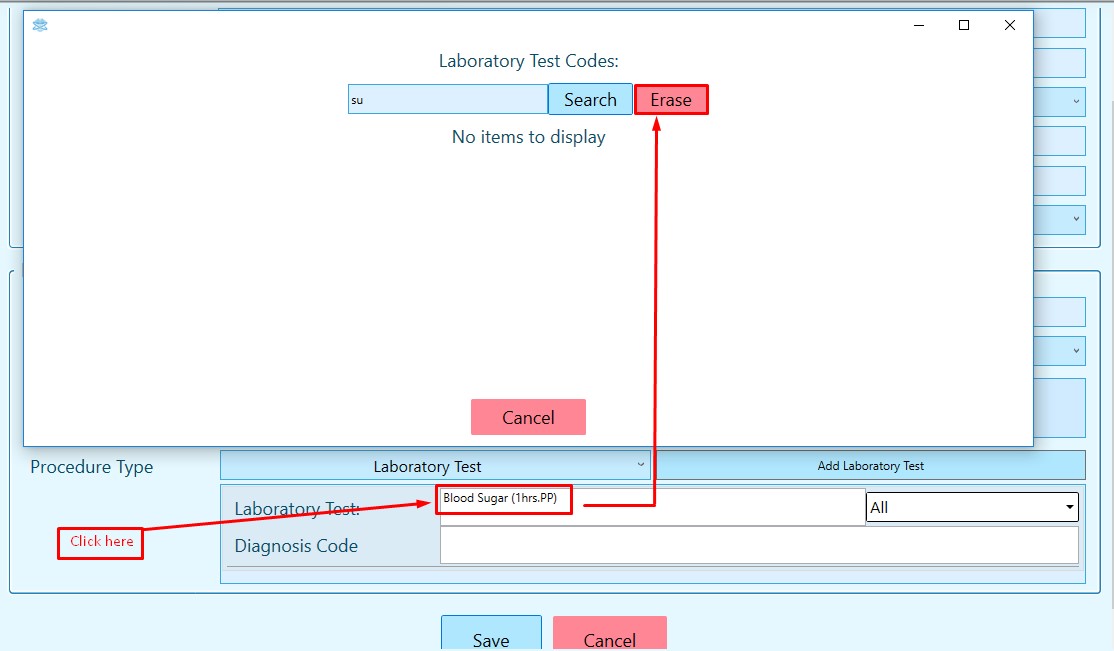 Laboratory Test Codes:
su Search Erase
No items to display
Cancel
Procedure Type Laboratory Test Add Laboratory Test
Laboratory Test: Blood Sugar (1hrs.PP) All
Click here
Diagnosis Code
Save Cancel